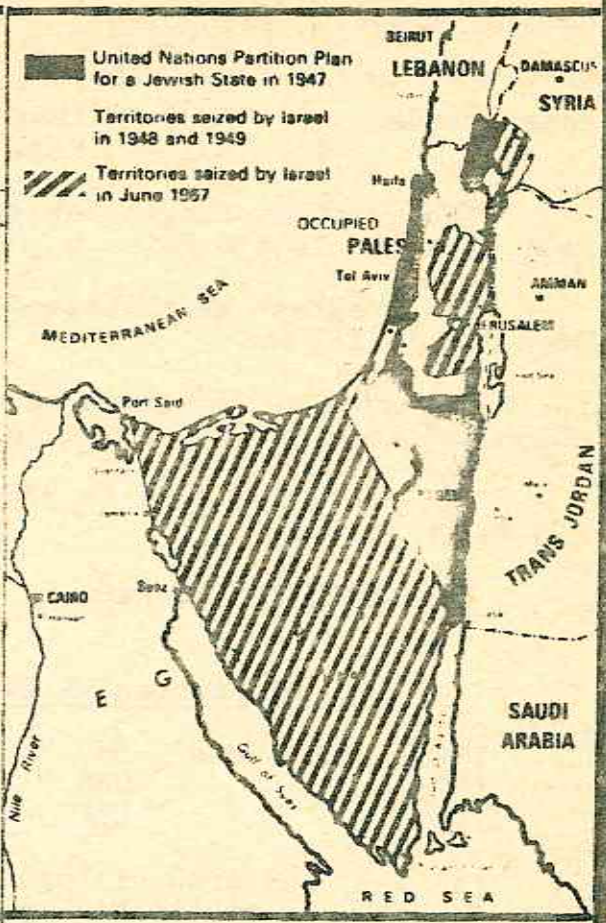 United Nations Partition Plan
for a Jewish State in 1947
Territories seized by Israel
in 1948 and 1949
Territories seized by Israel
in June 1967
BEIRUT
LEBANON
DAMASCUS
SYRIA
Haifa
OCCUPIED
PALES
Tel Aviv
AMMAN
JERUSALEM
MEDITERRANEAN SEA
Port Said
TRANS JORDAN
CAIRO
Suez
E G
SAUDI
ARABIA
Nile River
Gulf of Suez
RED SEA